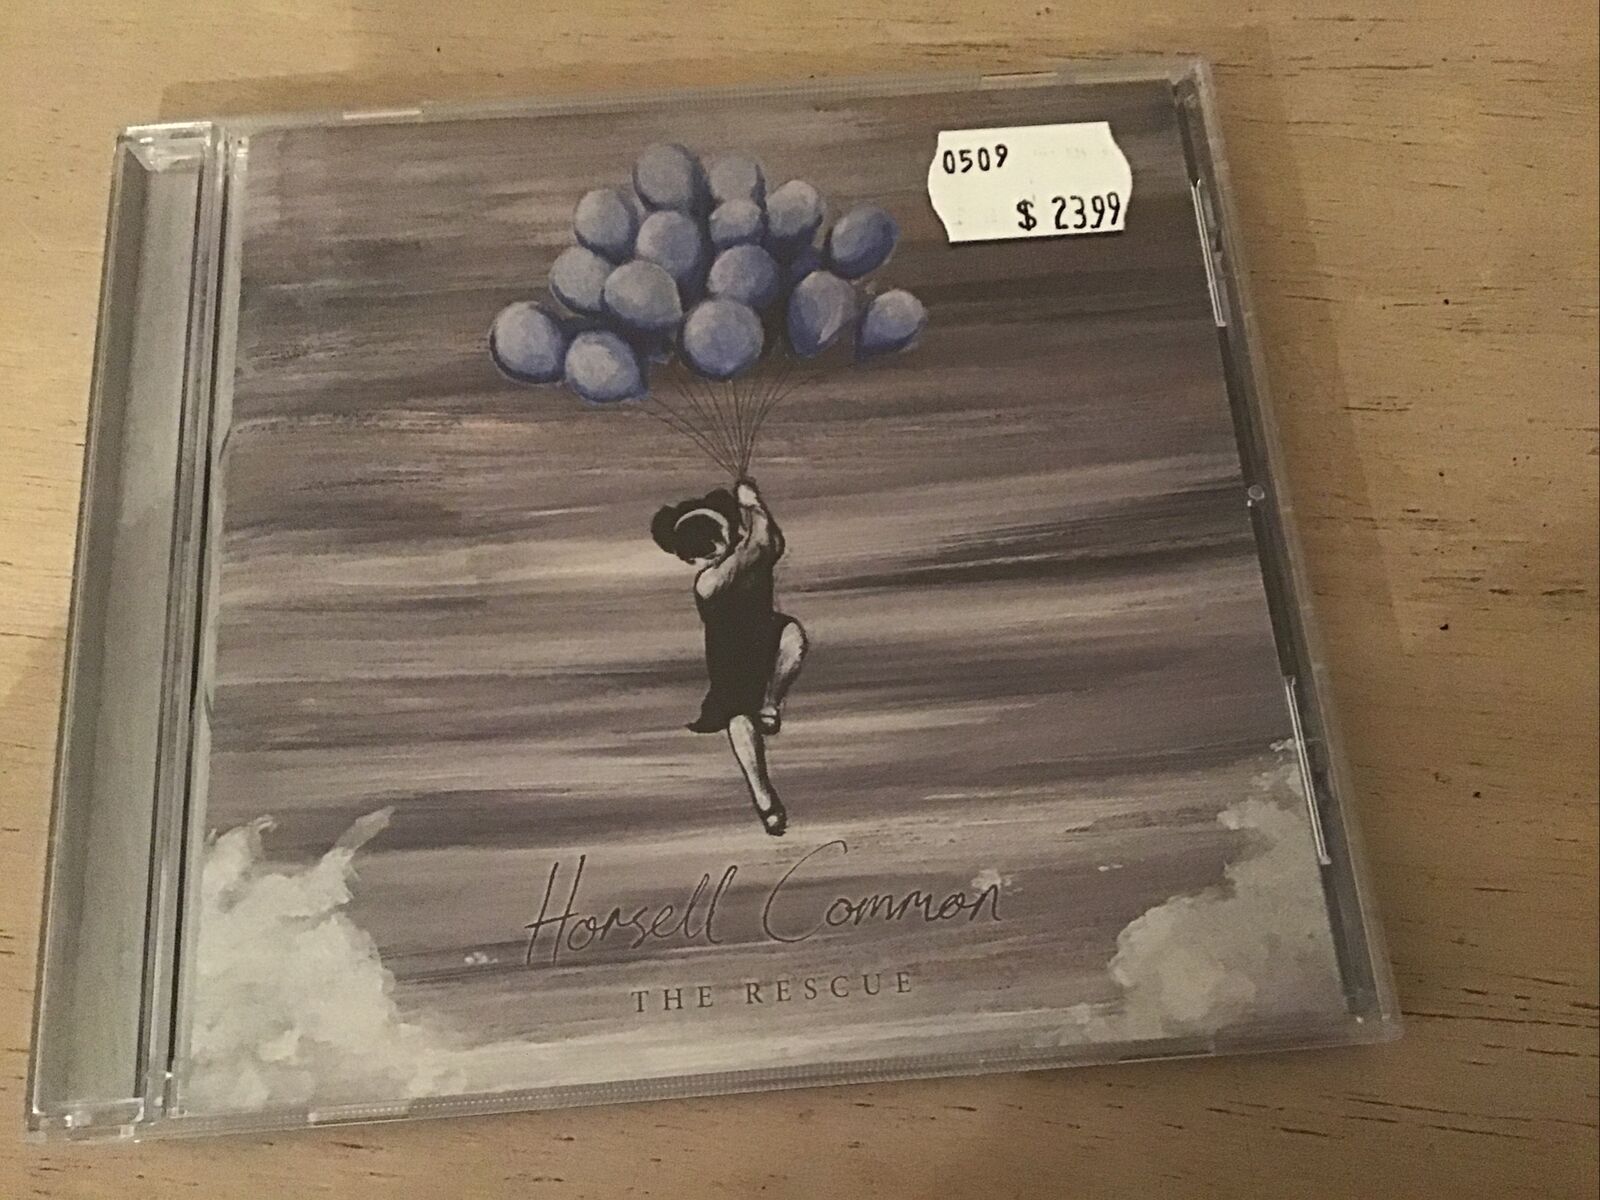 0509
$ 23.99
Horsell Common
THE RESCUE